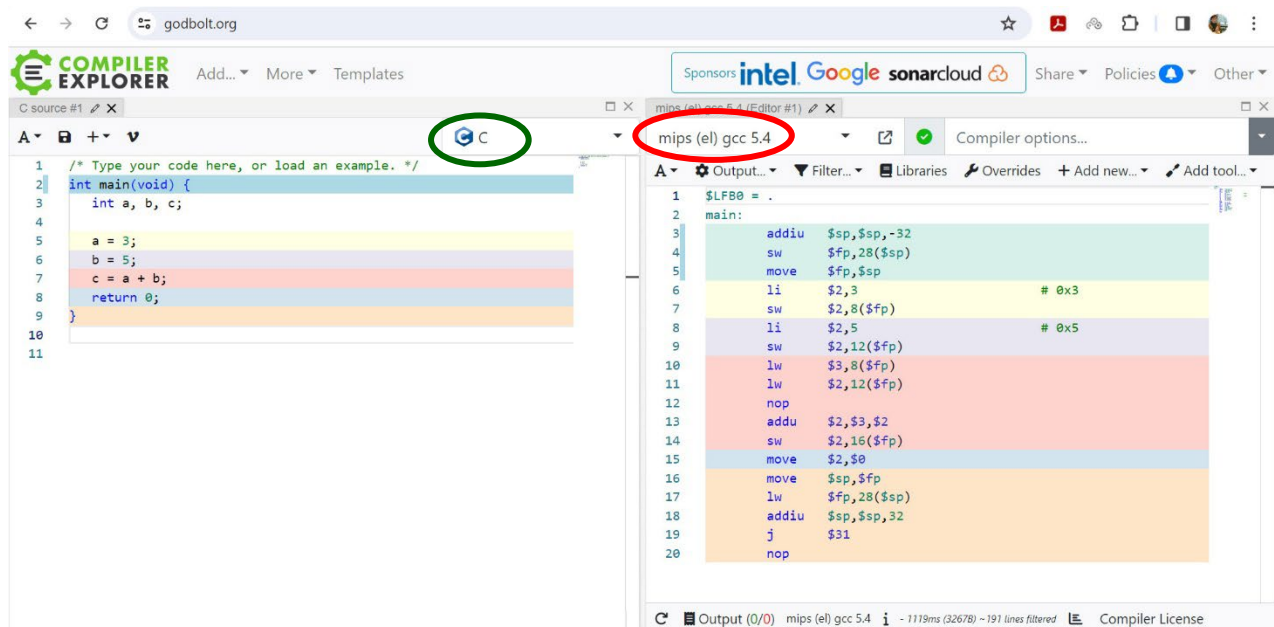 godbolt.org
COMPILER
EXPLORER
Add... More Templates
Sponsors intel. Google sonarcloud
Share Policies Other
C source #1
mips (el) gcc 5.4 (Editor #1)
A + v
C
mips (el) gcc 5.4
Compiler options...
A Output... Filter... Libraries Overrides + Add new... Add tool...
1 /* Type your code here, or load an example. */
2 int main(void) {
3 int a, b, c;
4
5 a = 3;
6 b = 5;
7 c = a + b;
8 return 0;
9 }
10
11
1 $LFB0 = .
2 main:
3 addiu $sp,$sp,-32
4 sw $fp,28($sp)
5 move $fp,$sp
6 li $2,3 # 0x3
7 sw $2,8($fp)
8 li $2,5 # 0x5
9 sw $2,12($fp)
10 lw $3,8($fp)
11 lw $2,12($fp)
12 nop
13 addu $2,$3,$2
14 sw $2,16($fp)
15 move $2,$0
16 move $sp,$fp
17 lw $fp,28($sp)
18 addiu $sp,$sp,32
19 j $31
20 nop
Output (0/0) mips (el) gcc 5.4 i - 1119ms (3267B) ~ 191 lines filtered Compiler License